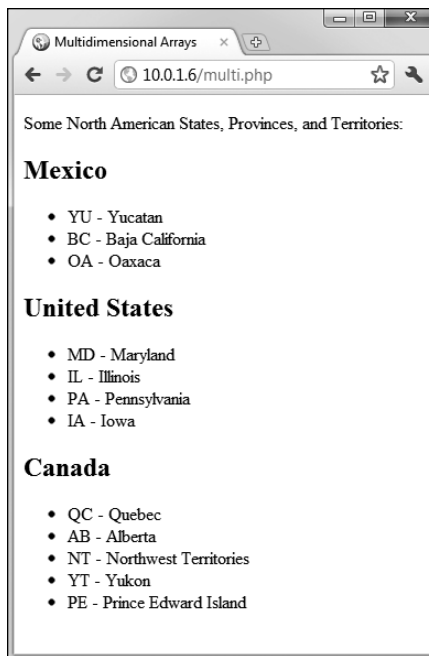 Multidimensional Arrays
10.0.1.6/multi.php
Some North American States, Provinces, and Territories:
Mexico
• YU - Yucatan
• BC - Baja California
• OA - Oaxaca
United States
• MD - Maryland
• IL - Illinois
• PA - Pennsylvania
• IA - Iowa
Canada
• QC - Quebec
• AB - Alberta
• NT - Northwest Territories
• YT - Yukon
• PE - Prince Edward Island